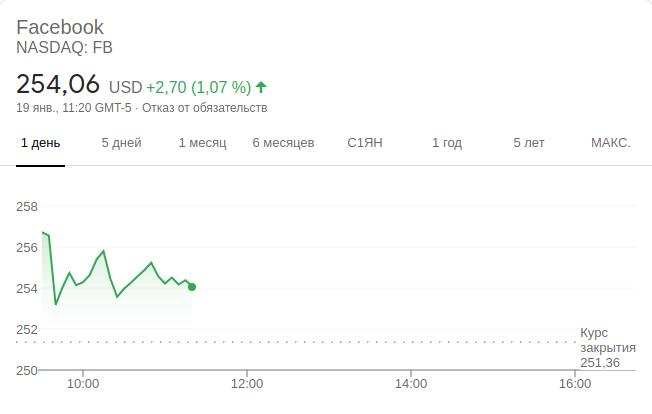 Facebook
NASDAQ: FB
254,06 USD +2,70 (1,07 %)
19 янв., 11:20 GMT-5 · Отказ от обязательств
1 день 5 дней 1 месяц 6 месяцев С1ЯН 1 год 5 лет МАКС.
258
256
254
252
Курс
закрытия
251,36
250
10:00 12:00 14:00 16:00